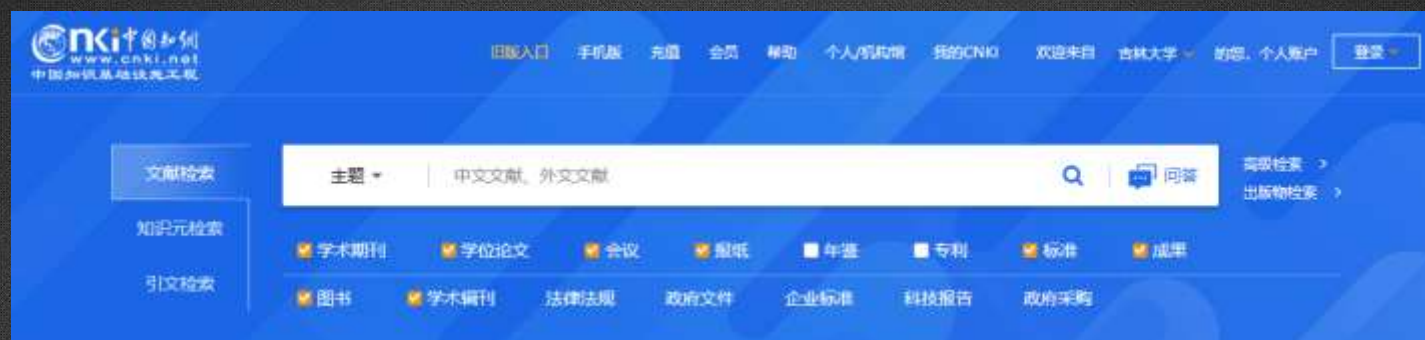 cnki中国知网
www.cnki.net
中国知识基础设施工程
旧版入口 手机版 充值 会员 帮助 个人/机构馆 我的CNKI 欢迎来自 吉林大学 的您，个人账户 登录
文献检索 主题 中文文献、外文文献 问答 高级检索 >
出版物检索 >
知识元检索
学术期刊 学位论文 会议 报纸 年鉴 专利 标准 成果
引文检索
图书 学术辑刊 法律法规 政府文件 企业标准 科技报告 政府采购